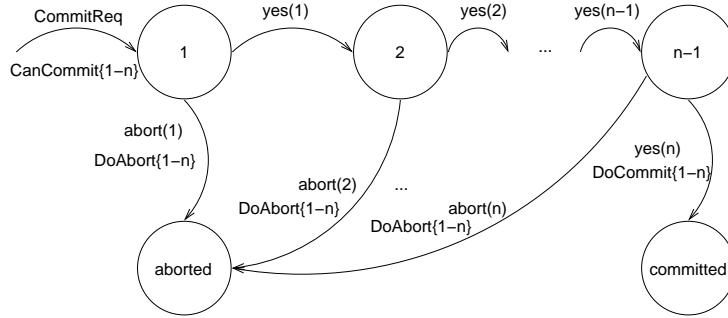 CommitReq
CanCommit{1−n}
1
yes(1)
2
yes(2)
...
yes(n−1)
n−1
abort(1)
DoAbort{1−n}
abort(2)
DoAbort{1−n}
...
abort(n)
DoAbort{1−n}
yes(n)
DoCommit{1−n}
aborted
committed